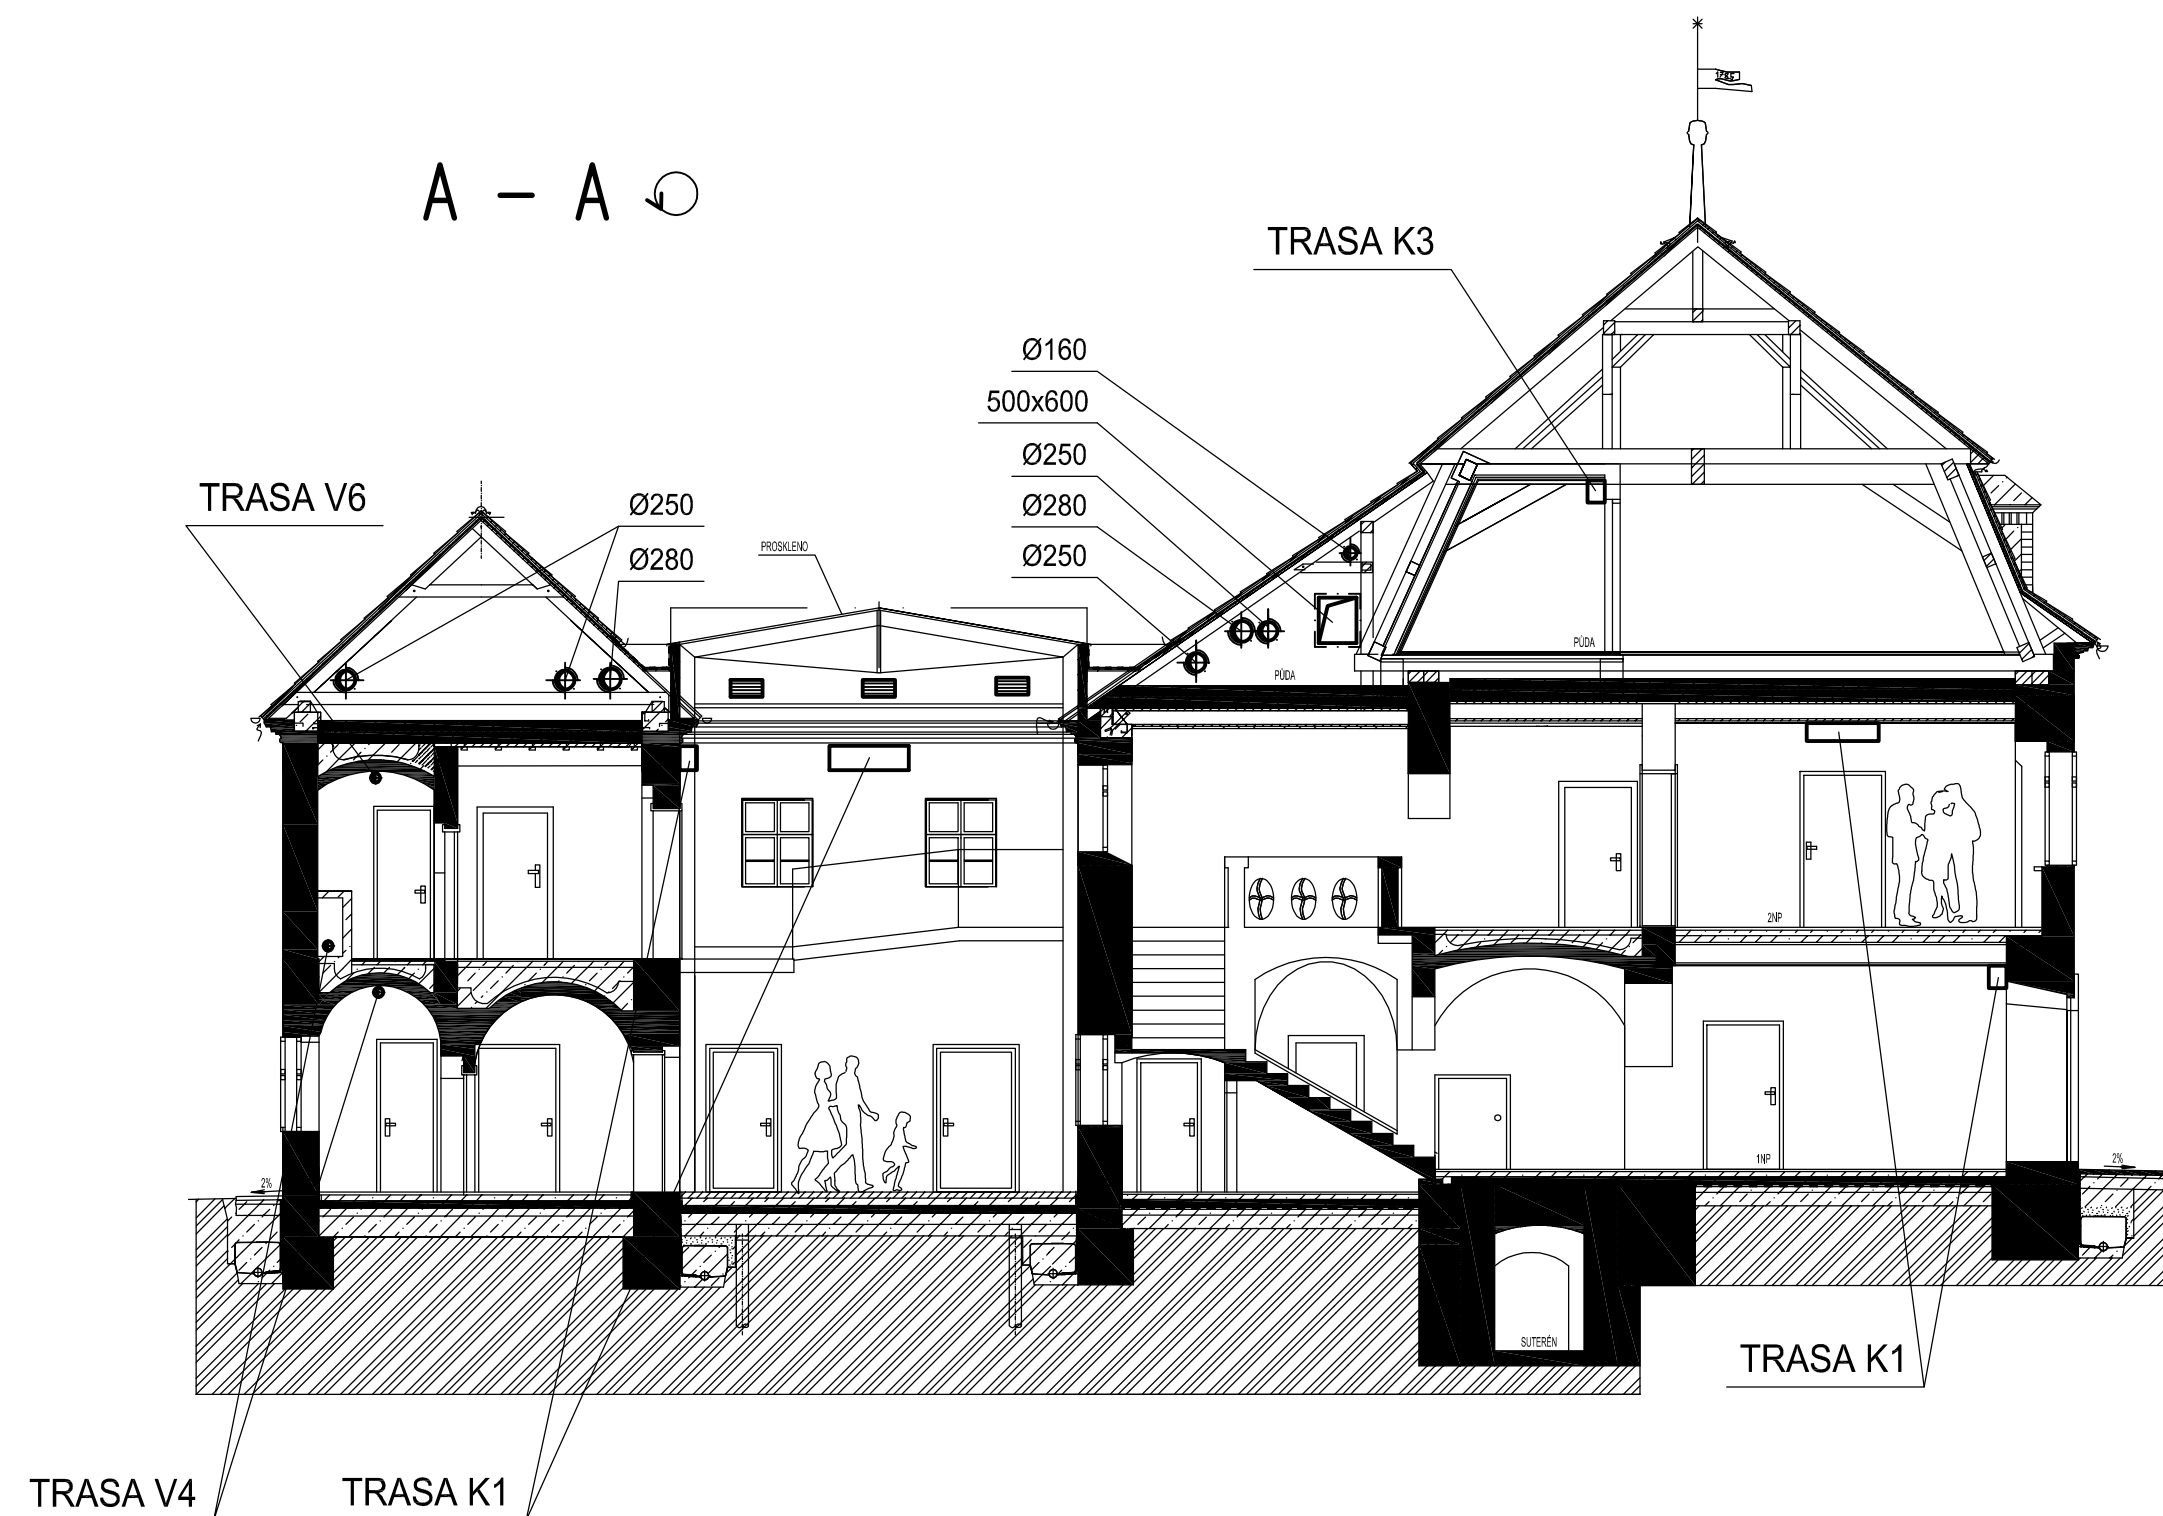 1785
A - A
TRASA K3
Ø160
500x600
Ø250
Ø280
Ø250
TRASA V6
Ø250
Ø280
PROSKLENO
PŮDA
PŮDA
2NP
1NP
2%
2%
SUTERÉN
TRASA K1
TRASA V4
TRASA K1